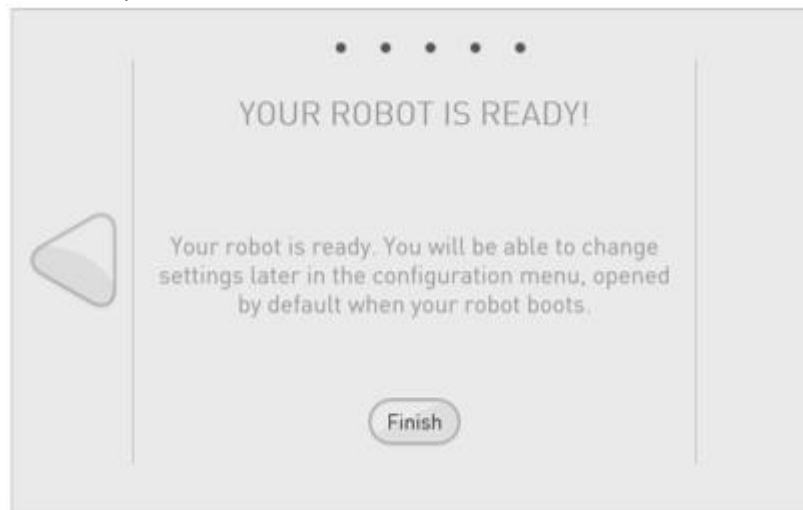 YOUR ROBOT IS READY!
Your robot is ready. You will be able to change
settings later in the configuration menu, opened
by default when your robot boots.
Finish